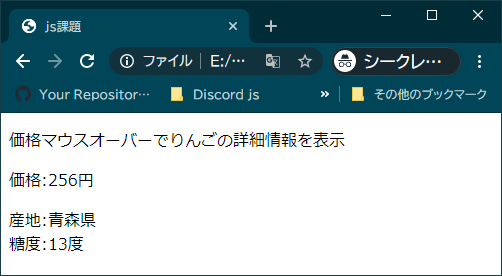 js課題
ファイル | E:/…
シークレ…
Your Repositor…
Discord js
»
その他のブックマーク
価格マウスオーバーでりんごの詳細情報を表示
価格:256円
産地:青森県
糖度:13度